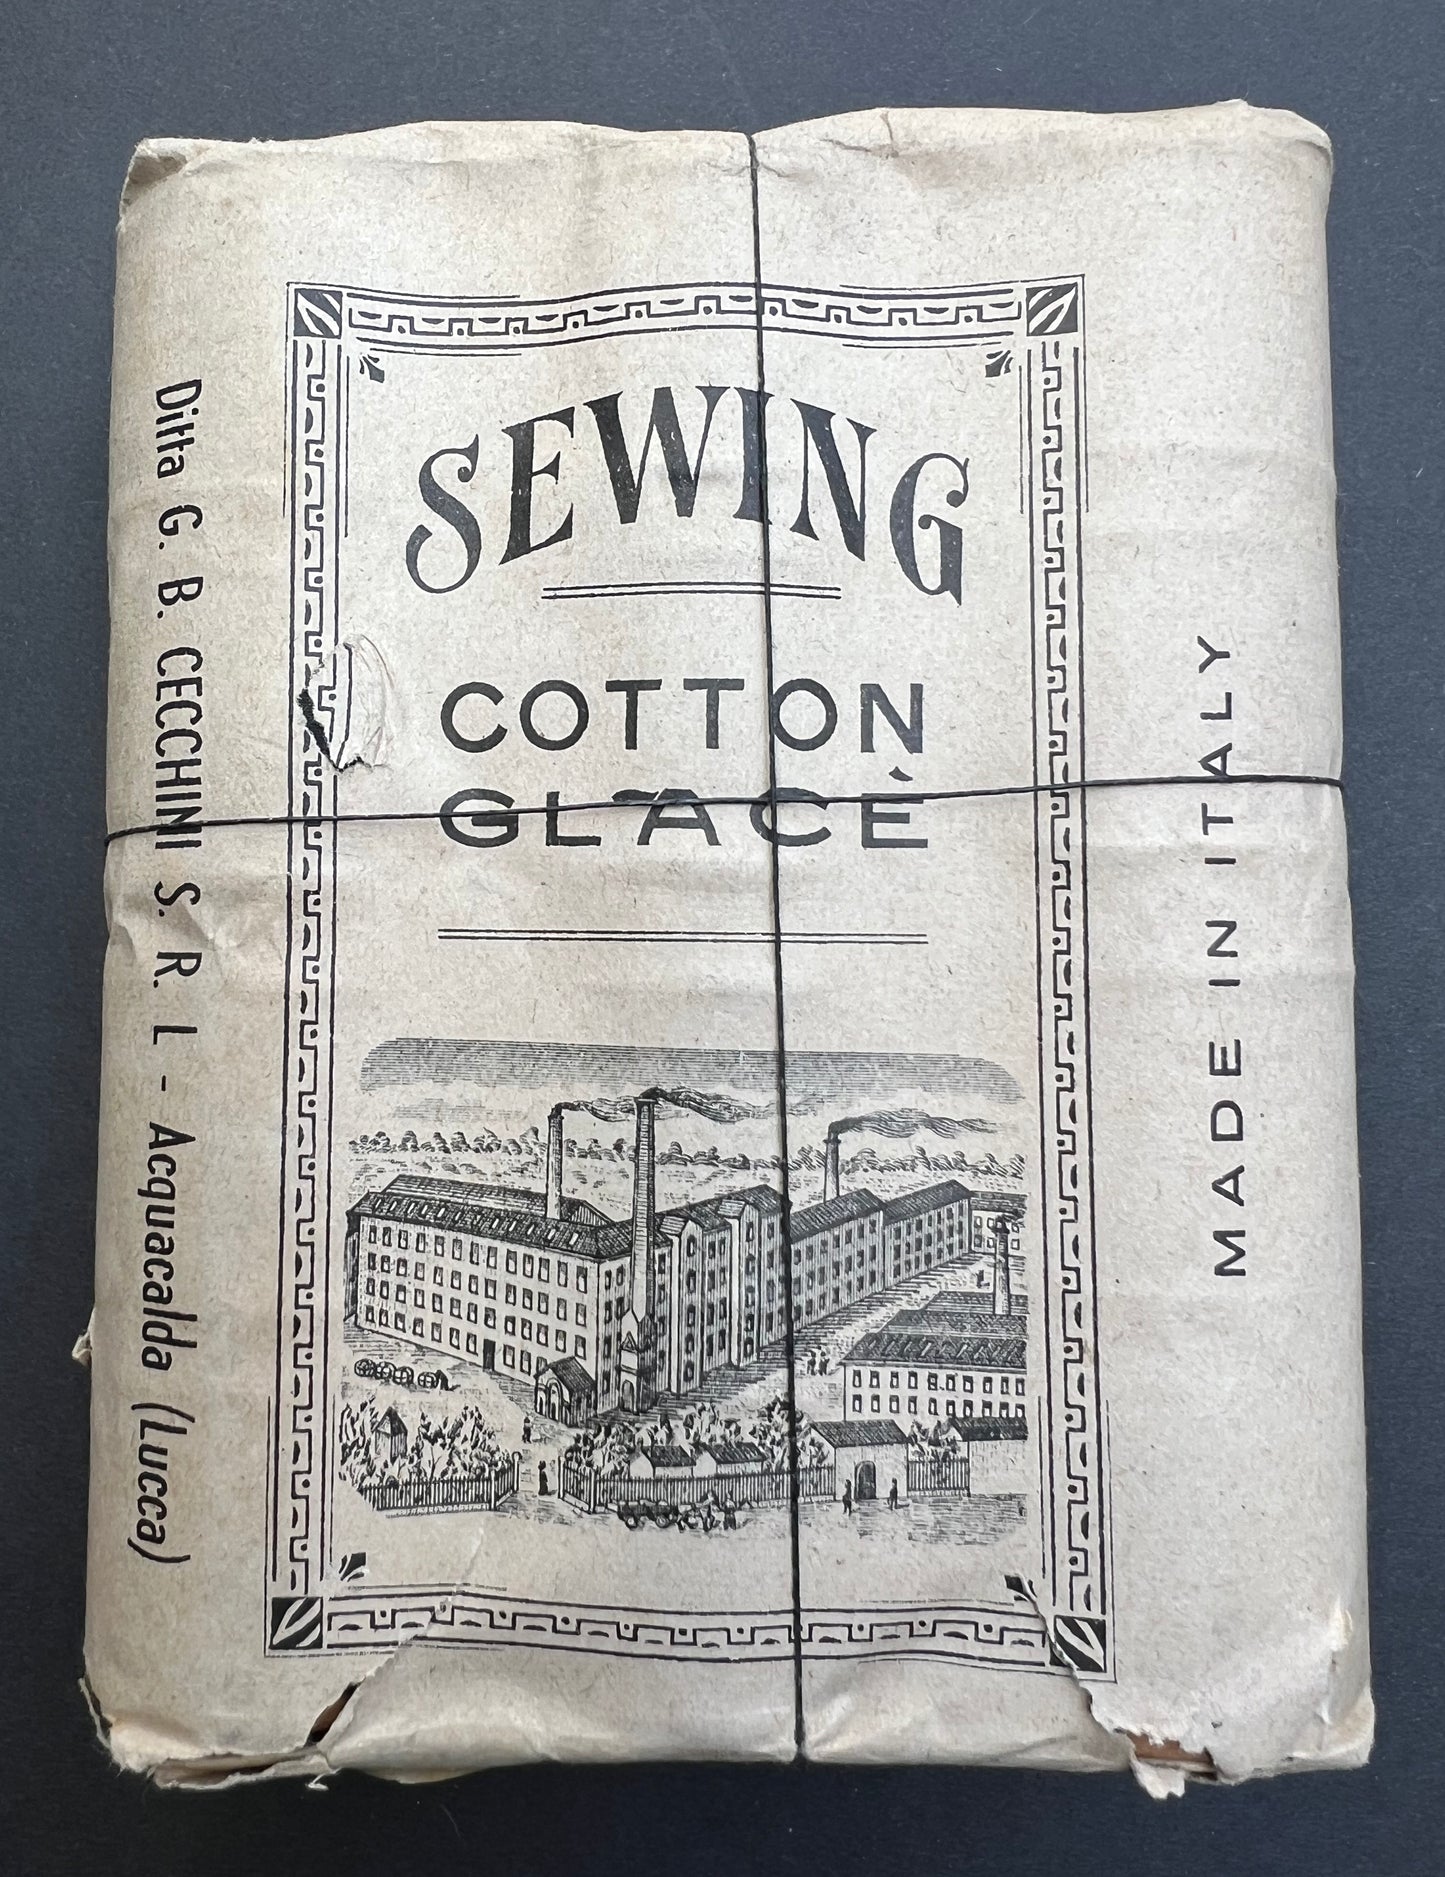 SEWING
COTTON
GLACÈ
Ditta G. B. CECCHINI S. R. L - Acquacalda (Lucca)
MADE IN ITALY